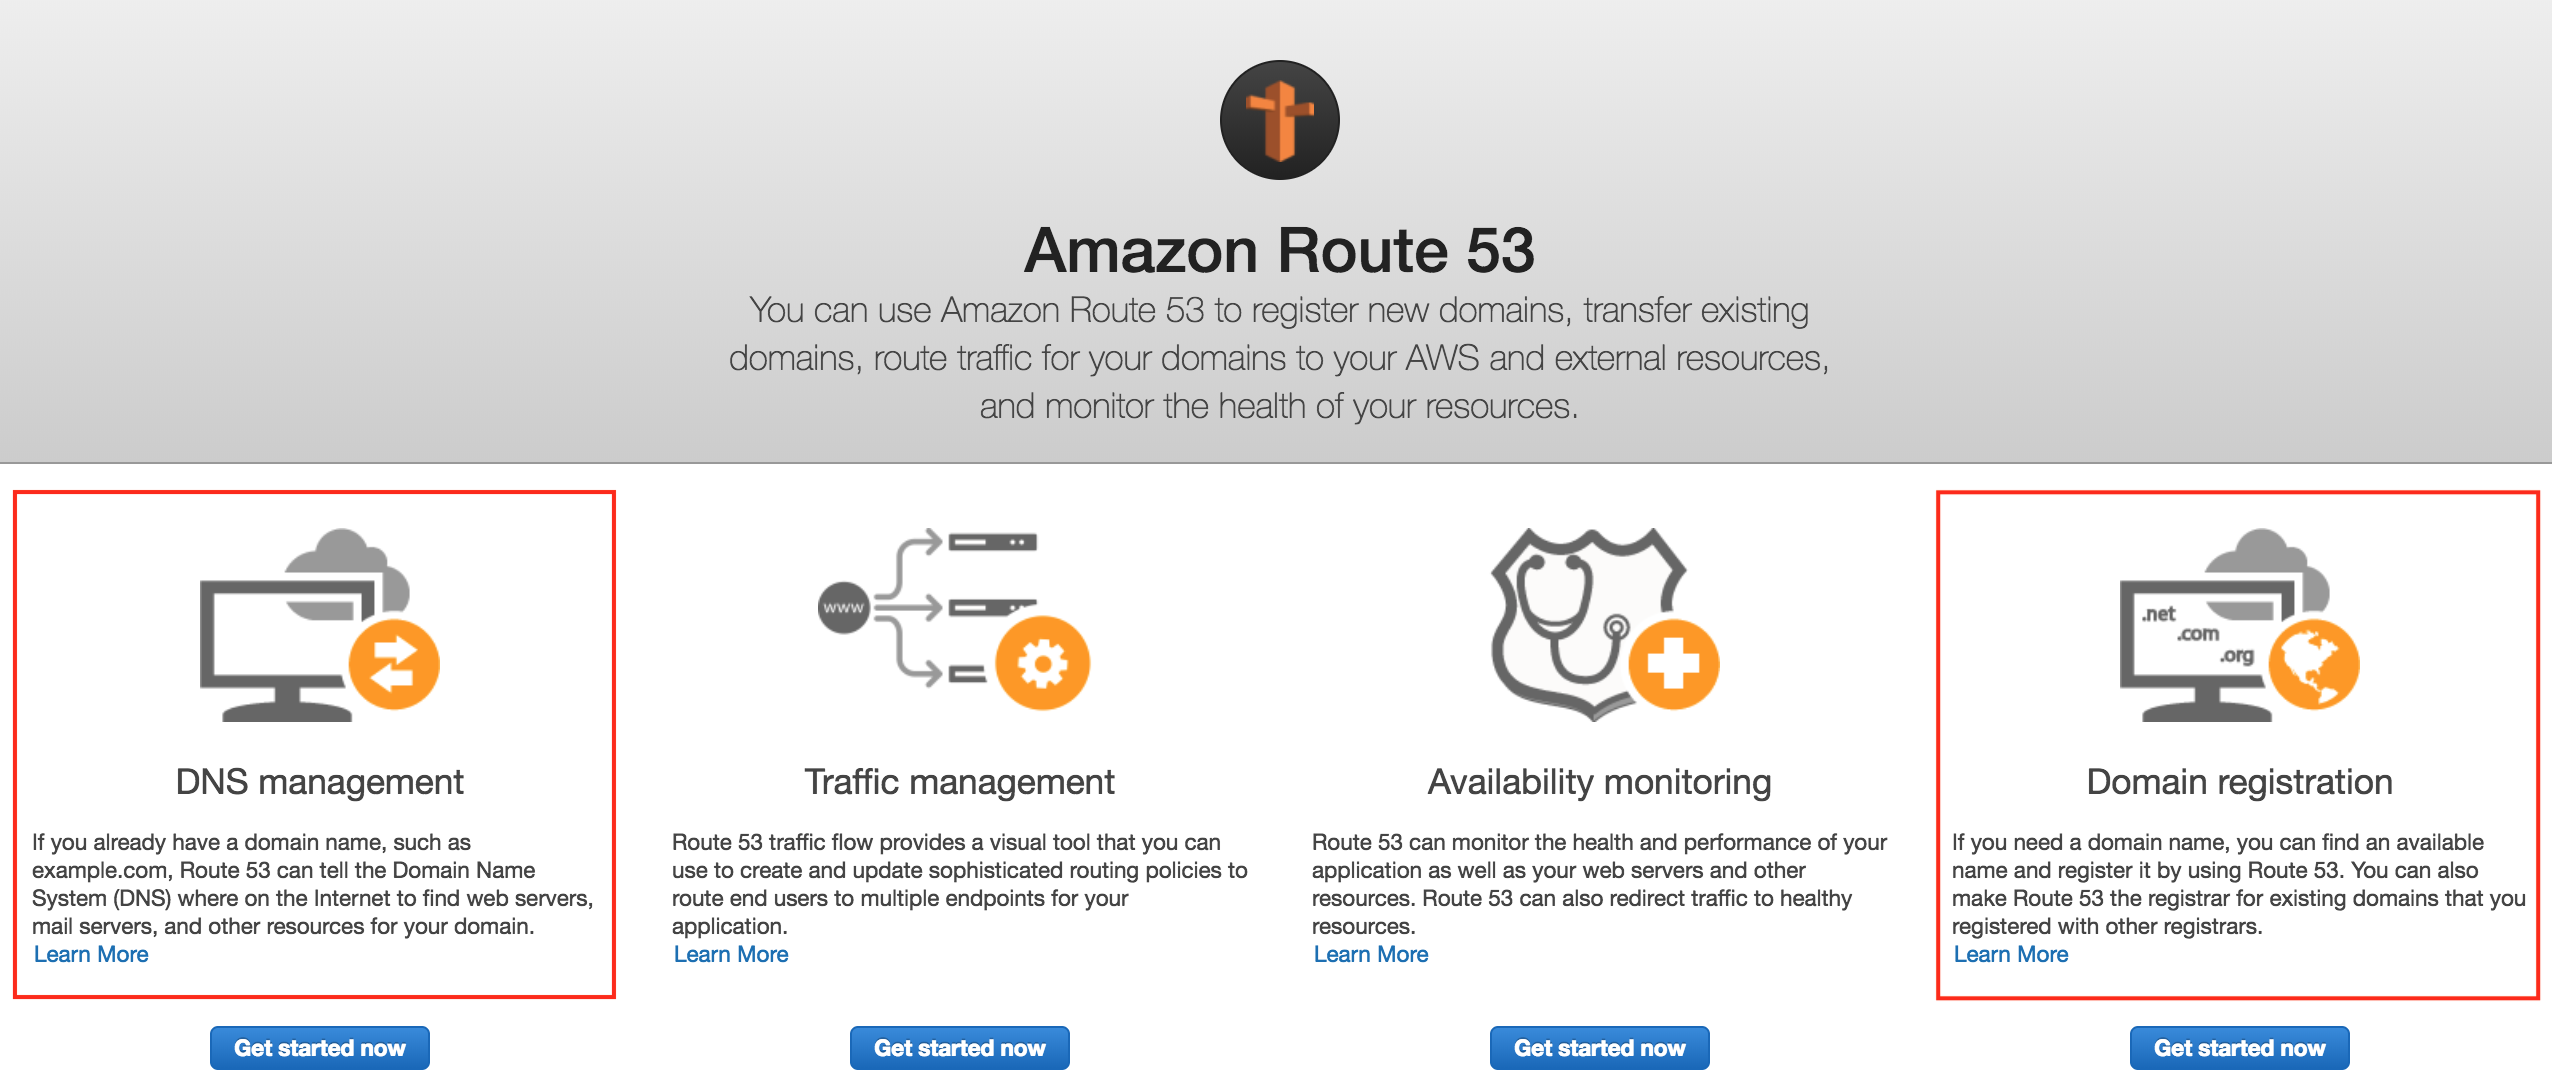 Amazon Route 53
You can use Amazon Route 53 to register new domains, transfer existing
domains, route traffic for your domains to your AWS and external resources,
and monitor the health of your resources.
DNS management
If you already have a domain name, such as
example.com, Route 53 can tell the Domain Name
System (DNS) where on the Internet to find web servers,
mail servers, and other resources for your domain.
Learn More
Get started now
www
Traffic management
Route 53 traffic flow provides a visual tool that you can
use to create and update sophisticated routing policies to
route end users to multiple endpoints for your
application.
Learn More
Get started now
Availability monitoring
Route 53 can monitor the health and performance of your
application as well as your web servers and other
resources. Route 53 can also redirect traffic to healthy
resources.
Learn More
Get started now
.net
.com
.org
Domain registration
If you need a domain name, you can find an available
name and register it by using Route 53. You can also
make Route 53 the registrar for existing domains that you
registered with other registrars.
Learn More
Get started now